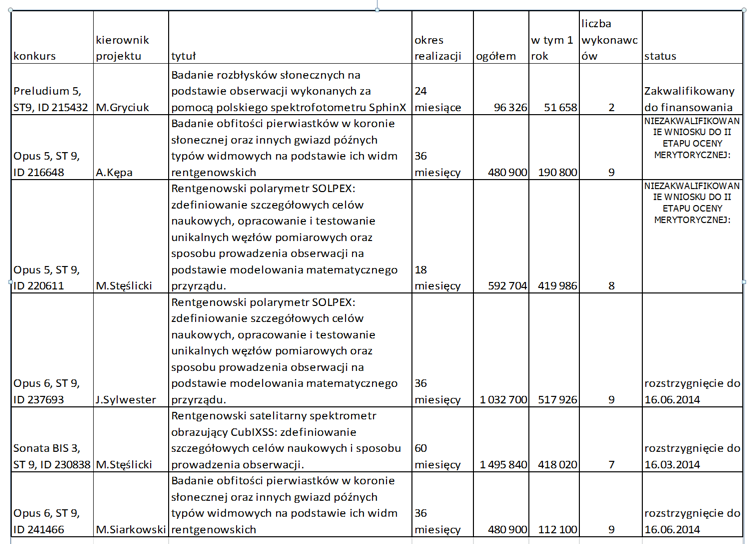 konkurs
kierownik
projektu
tytuł
okres
realizacji
ogółem
w tym 1
rok
liczba
wykonawc
ów
status
Preludium 5,
ST9, ID 215432
M.Gryciuk
Badanie rozbłysków słonecznych na
podstawie obserwacji wykonanych za
pomocą polskiego spektrofotometru SphinX
24
miesiące
96 326
51 658
2
Zakwalifikowany
do finansowania
Opus 5, ST 9,
ID 216648
A.Kępa
Badanie obfitości pierwiastków w koronie
słonecznej oraz innych gwiazd późnych
typów widmowych na podstawie ich widm
rentgenowskich
36
miesięcy
480 900
190 800
9
NIEZAKWALIFIKOWAN
IE WNIOSKU DO II
ETAPU OCENY
MERYTORYCZNEJ:
Opus 5, ST 9,
ID 220611
M.Stęślicki
Rentgenowski polarymetr SOLPEX:
zdefiniowanie szczegółowych celów
naukowych, opracowanie i testowanie
unikalnych węzłów pomiarowych oraz
sposobu prowadzenia obserwacji na
podstawie modelowania matematycznego
przyrządu.
18
miesięcy
592 704
419 986
8
NIEZAKWALIFIKOWAN
IE WNIOSKU DO II
ETAPU OCENY
MERYTORYCZNEJ:
Opus 6, ST 9,
ID 237693
J.Sylwester
Rentgenowski polarymetr SOLPEX:
zdefiniowanie szczegółowych celów
naukowych, opracowanie i testowanie
unikalnych węzłów pomiarowych oraz
sposobu prowadzenia obserwacji na
podstawie modelowania matematycznego
przyrządu.
36
miesięcy
1 032 700
517 926
9
rozstrzygnięcie do
16.06.2014
Sonata BIS 3,
ST 9, ID 230838
M.Stęślicki
Rentgenowski satelitarny spektrometr
obrazujący CubIXSS: zdefiniowanie
szczegółowych celów naukowych i sposobu
prowadzenia obserwacji.
60
miesięcy
1 495 840
418 020
7
rozstrzygnięcie do
16.03.2014
Opus 6, ST 9,
ID 241466
M.Siarkowski
Badanie obfitości pierwiastków w koronie
słonecznej oraz innych gwiazd późnych
typów widmowych na podstawie ich widm
rentgenowskich
36
miesięcy
480 900
112 100
9
rozstrzygnięcie do
16.06.2014